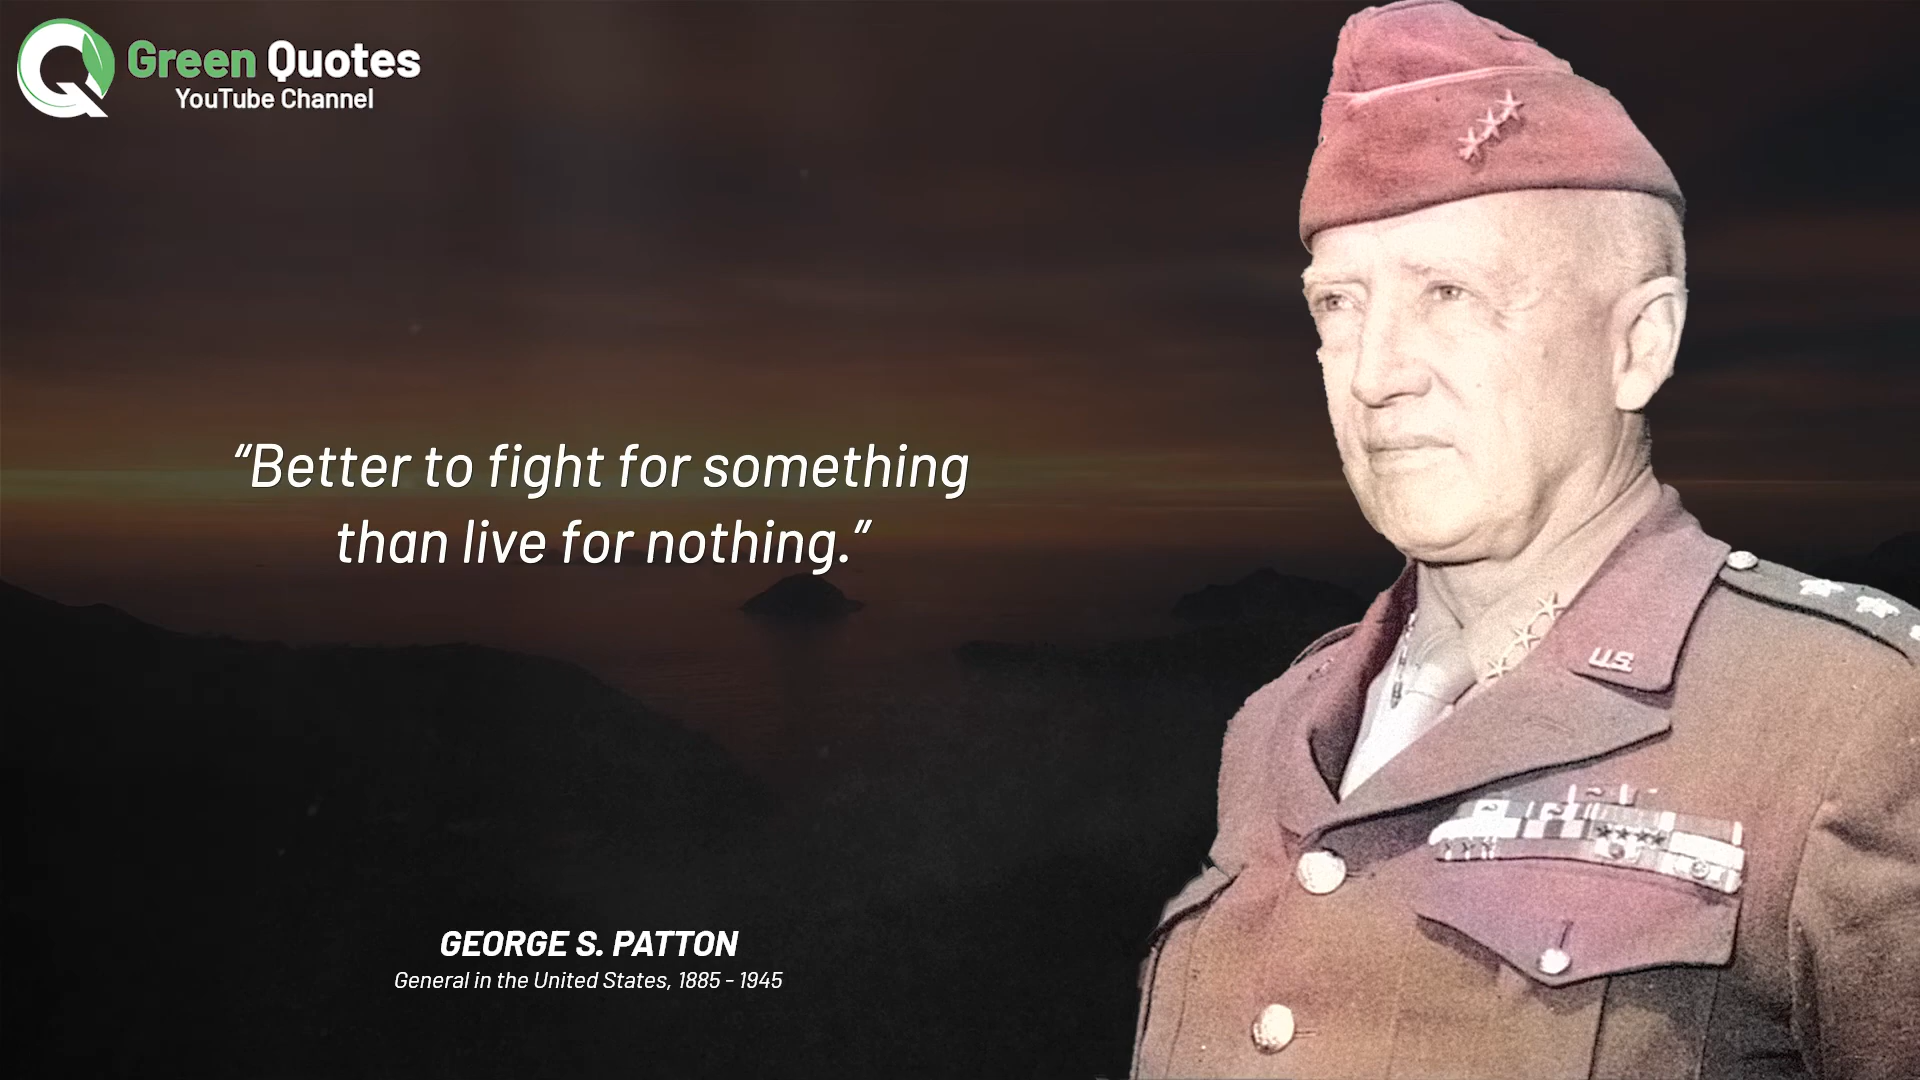 Green Quotes
YouTube Channel
“Better to fight for something
than live for nothing.”
U.S.
GEORGE S. PATTON
General in the United States, 1885 - 1945